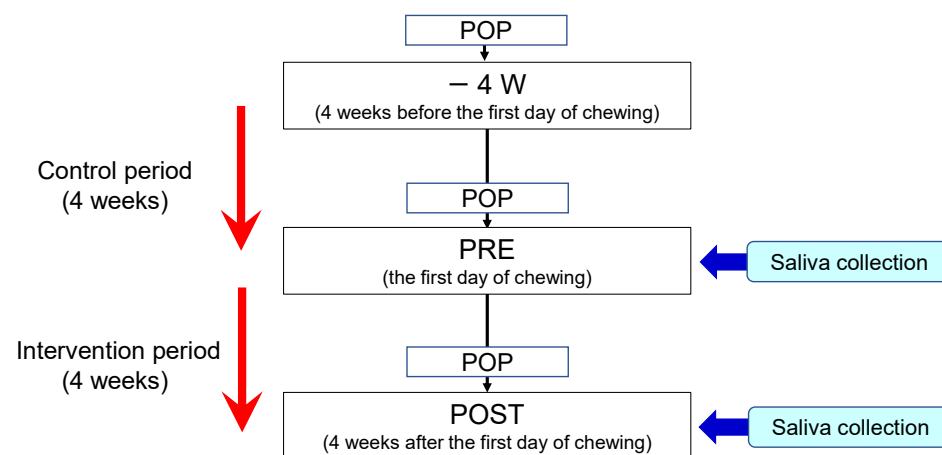 POP
− 4 W
(4 weeks before the first day of chewing)
Control period
(4 weeks)
POP
PRE
(the first day of chewing)
Saliva collection
Intervention period
(4 weeks)
POP
POST
(4 weeks after the first day of chewing)
Saliva collection